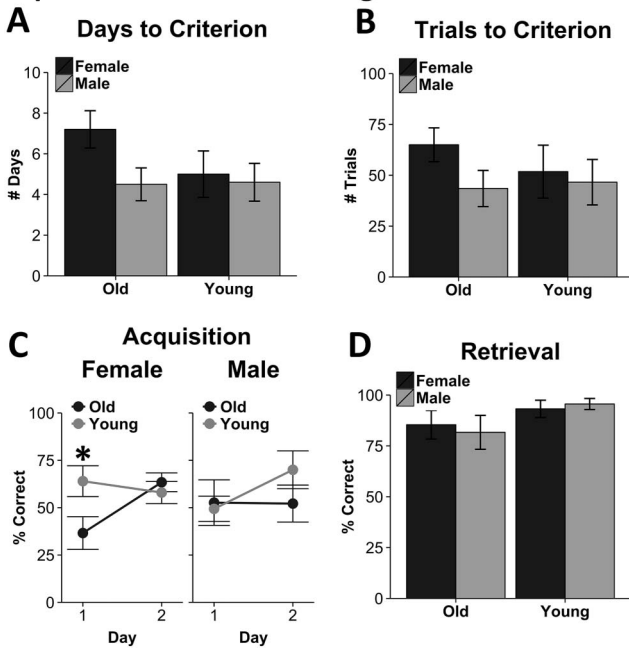 A
Days to Criterion
Female
Male
10
8
6
4
2
0
# Days
Old Young
B
Trials to Criterion
Female
Male
100
75
50
25
0
# Trials
Old Young
C
Acquisition
Female Male
Old
Young
Old
Young
*
100
75
50
25
0
% Correct
1 2 1 2
Day Day
D
Retrieval
Female
Male
100
75
50
25
0
% Correct
Old Young